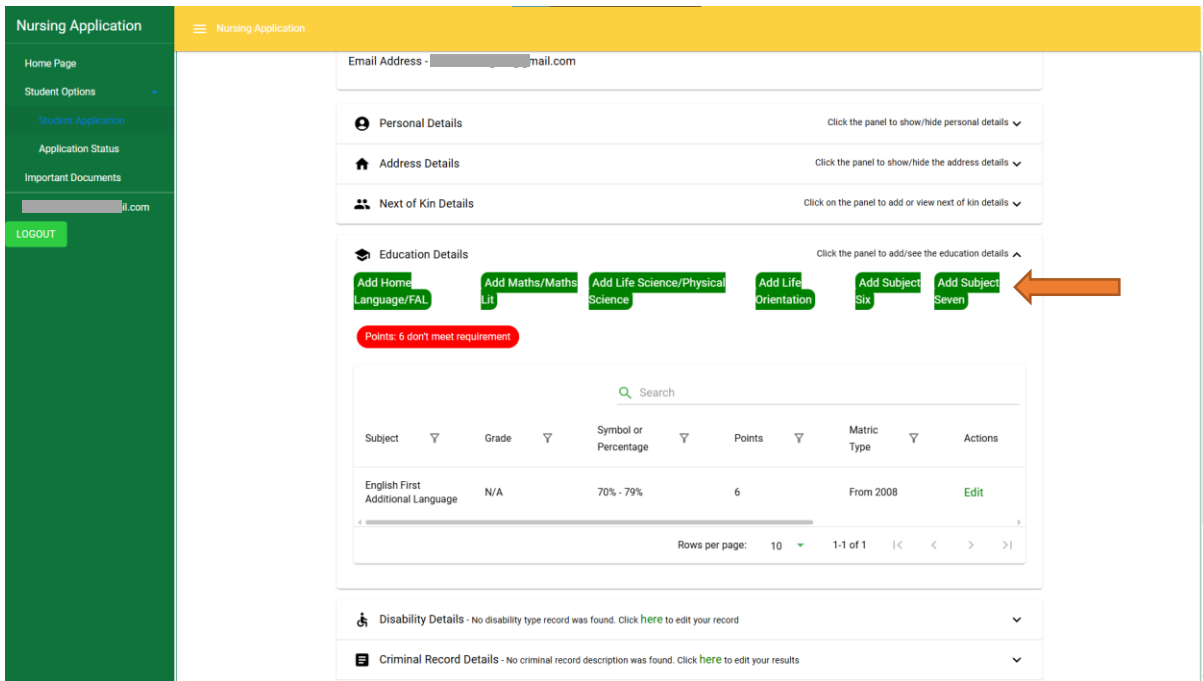 Nursing Application
Nursing Application
Home Page
Student Options
Student Application
Application Status
Important Documents
il.com
LOGOUT
Email Address - mail.com
Personal Details
Click the panel to show/hide personal details
Address Details
Click the panel to show/hide the address details
Next of Kin Details
Click on the panel to add or view next of kin details
Education Details
Click the panel to add/see the education details
Add Home
Language/FAL
Add Maths/Maths
Lit
Add Life Science/Physical
Science
Add Life
Orientation
Add Subject
Six
Add Subject
Seven
Points: 6 don't meet requirement
Search
Subject
Grade
Symbol or
Percentage
Points
Matric
Type
Actions
English First
Additional Language
N/A
70% - 79%
6
From 2008
Edit
Rows per page: 10 1-1 of 1
Disability Details - No disability type record was found. Click here to edit your record
Criminal Record Details - No criminal record description was found. Click here to edit your results